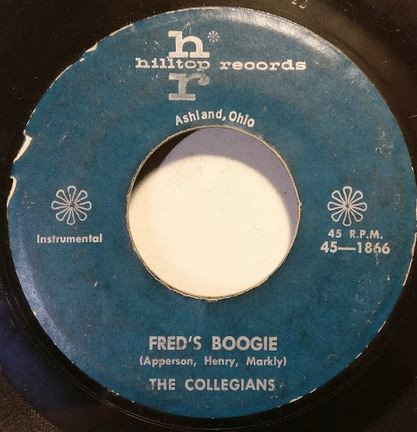 h
hilltop records
r
Ashland, Ohio
Instrumental
45 R.P.M.
45—1866
FRED'S BOOGIE
(Apperson, Henry, Markly)
THE COLLEGIANS